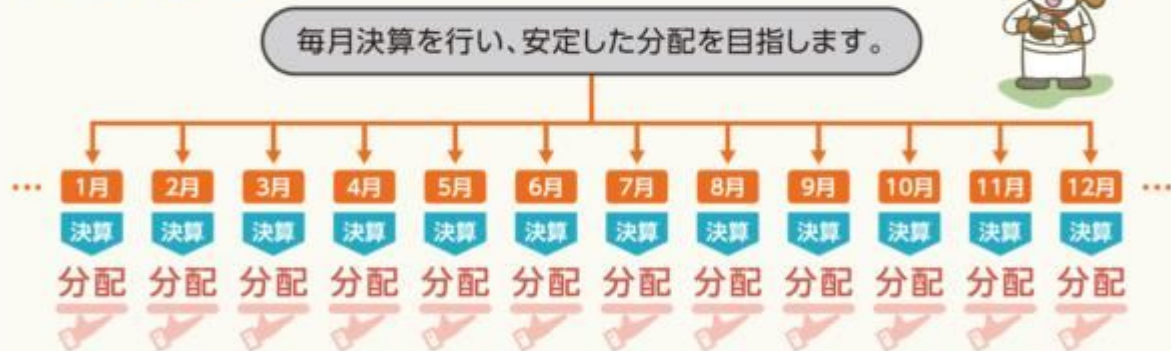 毎月決算を行い、安定した分配を目指します。
… 1月 2月 3月 4月 5月 6月 7月 8月 9月 10月 11月 12月 …
決算 決算 決算 決算 決算 決算 決算 決算 決算 決算 決算 決算
分配 分配 分配 分配 分配 分配 分配 分配 分配 分配 分配 分配